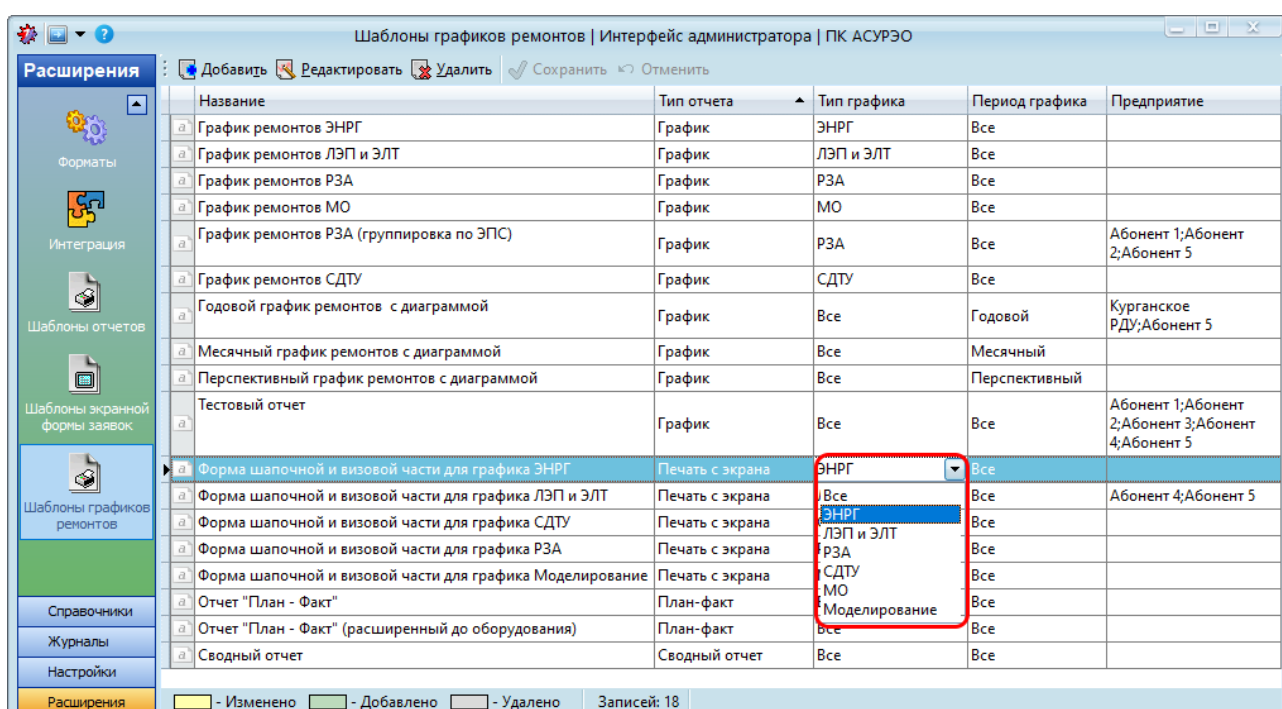 Шаблоны графиков ремонтов | Интерфейс администратора | ПК АСУРЭО
Расширения
Добавить Редактировать Удалить Сохранить Отменить
Форматы
Интеграция
Шаблоны отчетов
Шаблоны экранной
формы заявок
Шаблоны графиков
ремонтов
Справочники
Журналы
Настройки
Расширения
Название Тип отчета Тип графика Период графика Предприятие
График ремонтов ЭНРГ График ЭНРГ Все
График ремонтов ЛЭП и ЭЛТ График ЛЭП и ЭЛТ Все
График ремонтов РЗА График РЗА Все
График ремонтов МО График МО Все
График ремонтов РЗА (группировка по ЭПС) График РЗА Все Абонент 1;Абонент
2;Абонент 5
График ремонтов СДТУ График СДТУ Все
Годовой график ремонтов с диаграммой График Все Годовой Курганское
РДУ;Абонент 5
Месячный график ремонтов с диаграммой График Все Месячный
Перспективный график ремонтов с диаграммой График Все Перспективный
Тестовый отчет График Все Все Абонент 1;Абонент
2;Абонент 3;Абонент
4;Абонент 5
Форма шапочной и визовой части для графика ЭНРГ Печать с экрана ЭНРГ Все
Форма шапочной и визовой части для графика ЛЭП и ЭЛТ Печать с экрана Все Абонент 4;Абонент 5
Форма шапочной и визовой части для графика СДТУ Печать с экрана Все
Форма шапочной и визовой части для графика РЗА Печать с экрана Все
Форма шапочной и визовой части для графика Моделирование Печать с экрана Все
Отчет "План - Факт" План-факт Все
Отчет "План - Факт" (расширенный до оборудования) План-факт Все Все
Сводный отчет Сводный отчет Все Все
Все
ЭНРГ
ЛЭП и ЭЛТ
РЗА
СДТУ
МО
Моделирование
- Изменено - Добавлено - Удалено Записей: 18